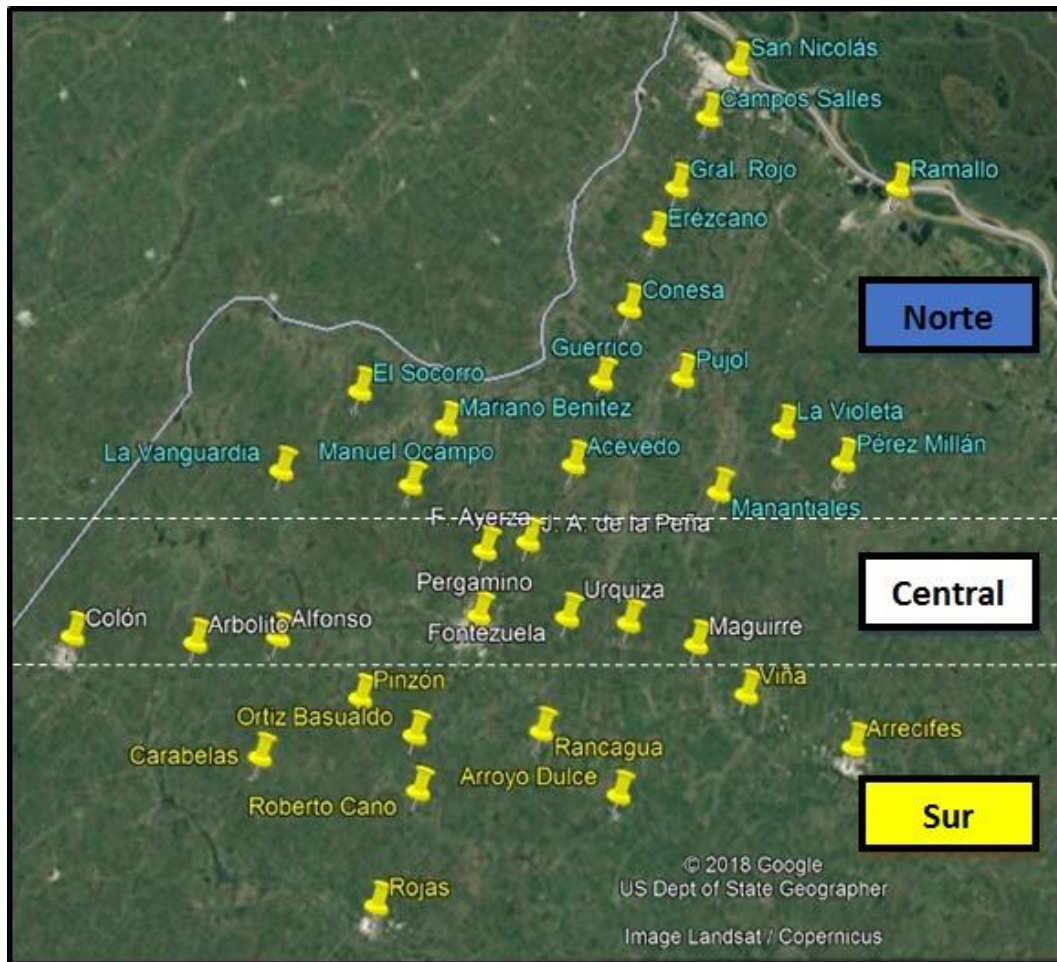 San Nicolás
Campos Salles
Gral. Rojo
Ramallo
Erézcano
Conesa
Norte
Guerrico
Pujol
El Socorro
Mariano Benitez
La Violeta
La Vanguardia
Manuel Ocampo
Acevedo
Pérez Millán
Manantiales
F. Ayerza
J. A. de la Peña
Pergamino
Urquiza
Central
Colón
Arbolito
Alfonso
Fontezuela
Maguirre
Pinzón
Viña
Ortiz Basualdo
Arrecifes
Carabelas
Rancagua
Arroyo Dulce
Roberto Cano
Sur
Rojas
© 2018 Google
US Dept of State Geographer
Image Landsat / Copernicus